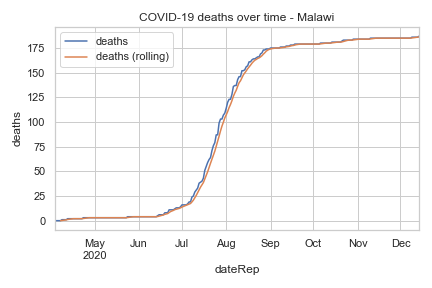 COVID-19 deaths over time - Malawi
deaths
deaths (rolling)
deaths
175
150
125
100
75
50
25
0
May
2020
Jun
Jul
Aug
Sep
Oct
Nov
Dec
dateRep